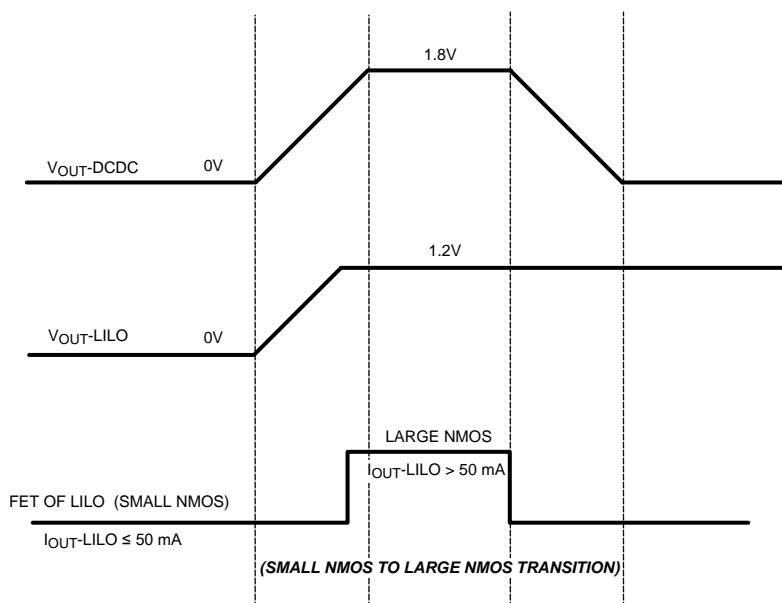 1.8V
VOUT-DCDC 0V
1.2V
VOUT-LILO 0V
LARGE NMOS
IOUT-LILO > 50 mA
FET OF LILO (SMALL NMOS)
IOUT-LILO ≤ 50 mA
(SMALL NMOS TO LARGE NMOS TRANSITION)